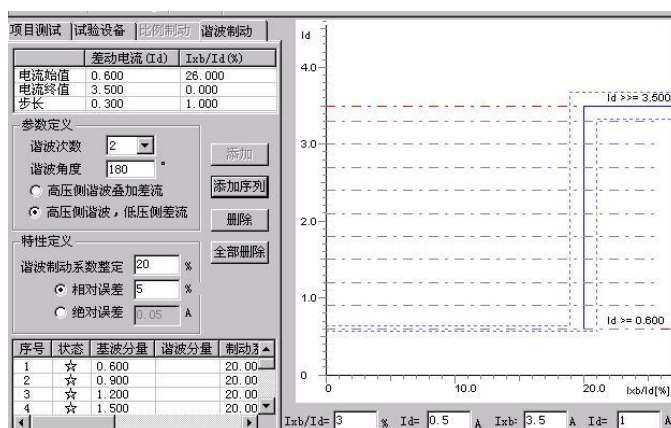 项目测试 试验设备 比例制动 谐波制动
差动电流(Id) Ixb/Id(%)
电流始值 0.600 26.000
电流终值 3.500 0.000
步长 0.300 1.000
参数定义
谐波次数 2
谐波角度 180 °
高压侧谐波叠加差流
高压侧谐波，低压侧差流
添加
添加序列
删除
全部删除
特性定义
谐波制动系数整定 20 %
相对误差 5 %
绝对误差 0.05 A
序号 状态 基波分量 谐波分量 制动系
1 ☆ 0.600 20.00
2 ☆ 0.900 20.00
3 ☆ 1.200 20.00
4 ☆ 1.500 20.00
Id
4.0
Id >>= 3.500
3.0
2.0
1.0
Id >= 0.600
0
0 10.0 20.0 Ixb/Id[%]
Ixb/Id= 3 % Id= 0.5 A Ixb: 3.5 A Id= 1 A